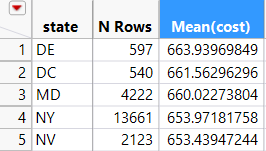 state N Rows Mean(cost)
1 DE 597 663.93969849
2 DC 540 661.56296296
3 MD 4222 660.02273804
4 NY 13661 653.97181758
5 NV 2123 653.43947244